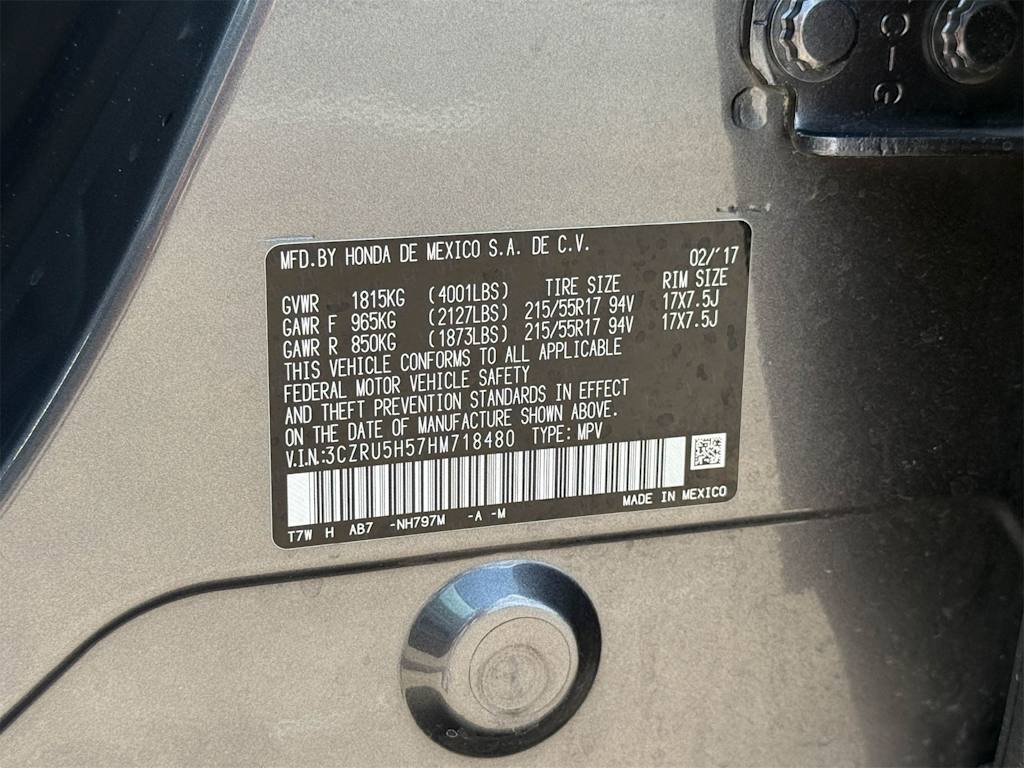 MFD.BY HONDA DE MEXICO S.A. DE C.V. 02/'17
TIRE SIZE RIM SIZE
GVWR 1815KG (4001LBS)
GAWR F 965KG (2127LBS) 215/55R17 94V 17X7.5J
GAWR R 850KG (1873LBS) 215/55R17 94V 17X7.5J
THIS VEHICLE CONFORMS TO ALL APPLICABLE
FEDERAL MOTOR VEHICLE SAFETY
AND THEFT PREVENTION STANDARDS IN EFFECT
ON THE DATE OF MANUFACTURE SHOWN ABOVE.
V.I.N.:3CZRU5H57HM718480 TYPE: MPV
MADE IN MEXICO
T7W H AB7 -NH797M -A -M